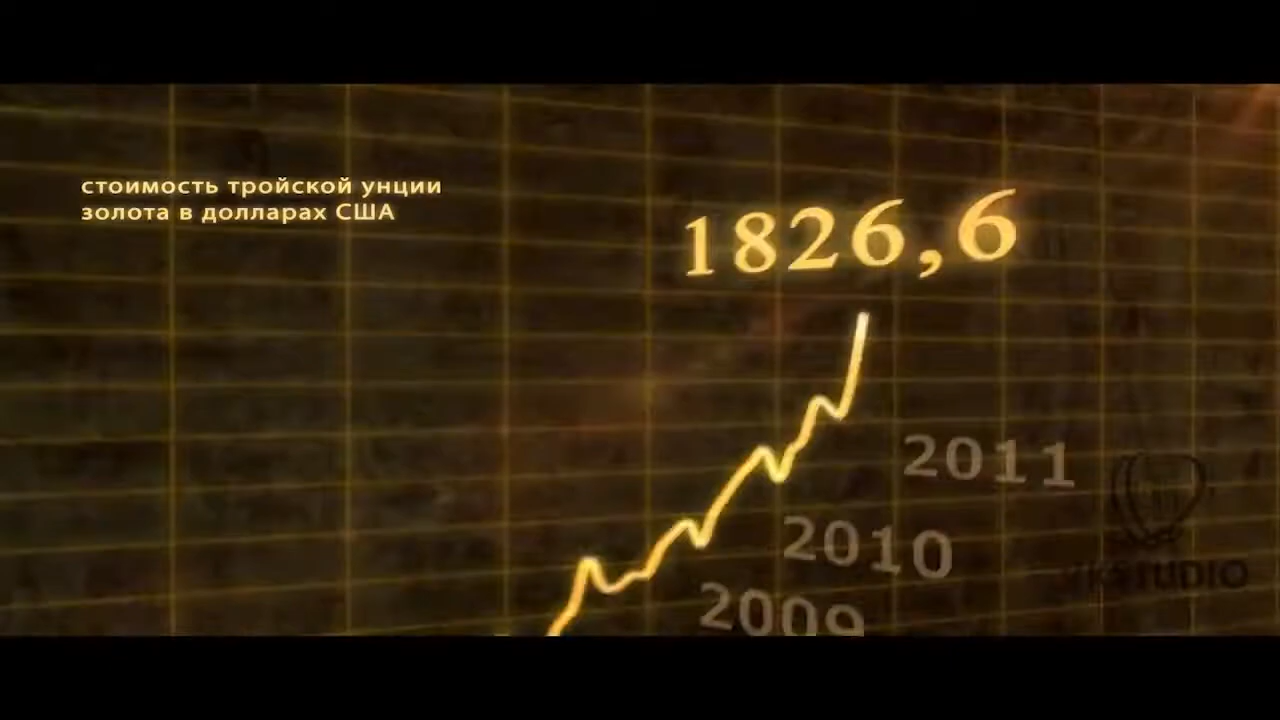 стоимость тройской унции
золота в долларах США
1826,6
2011
2010
2009